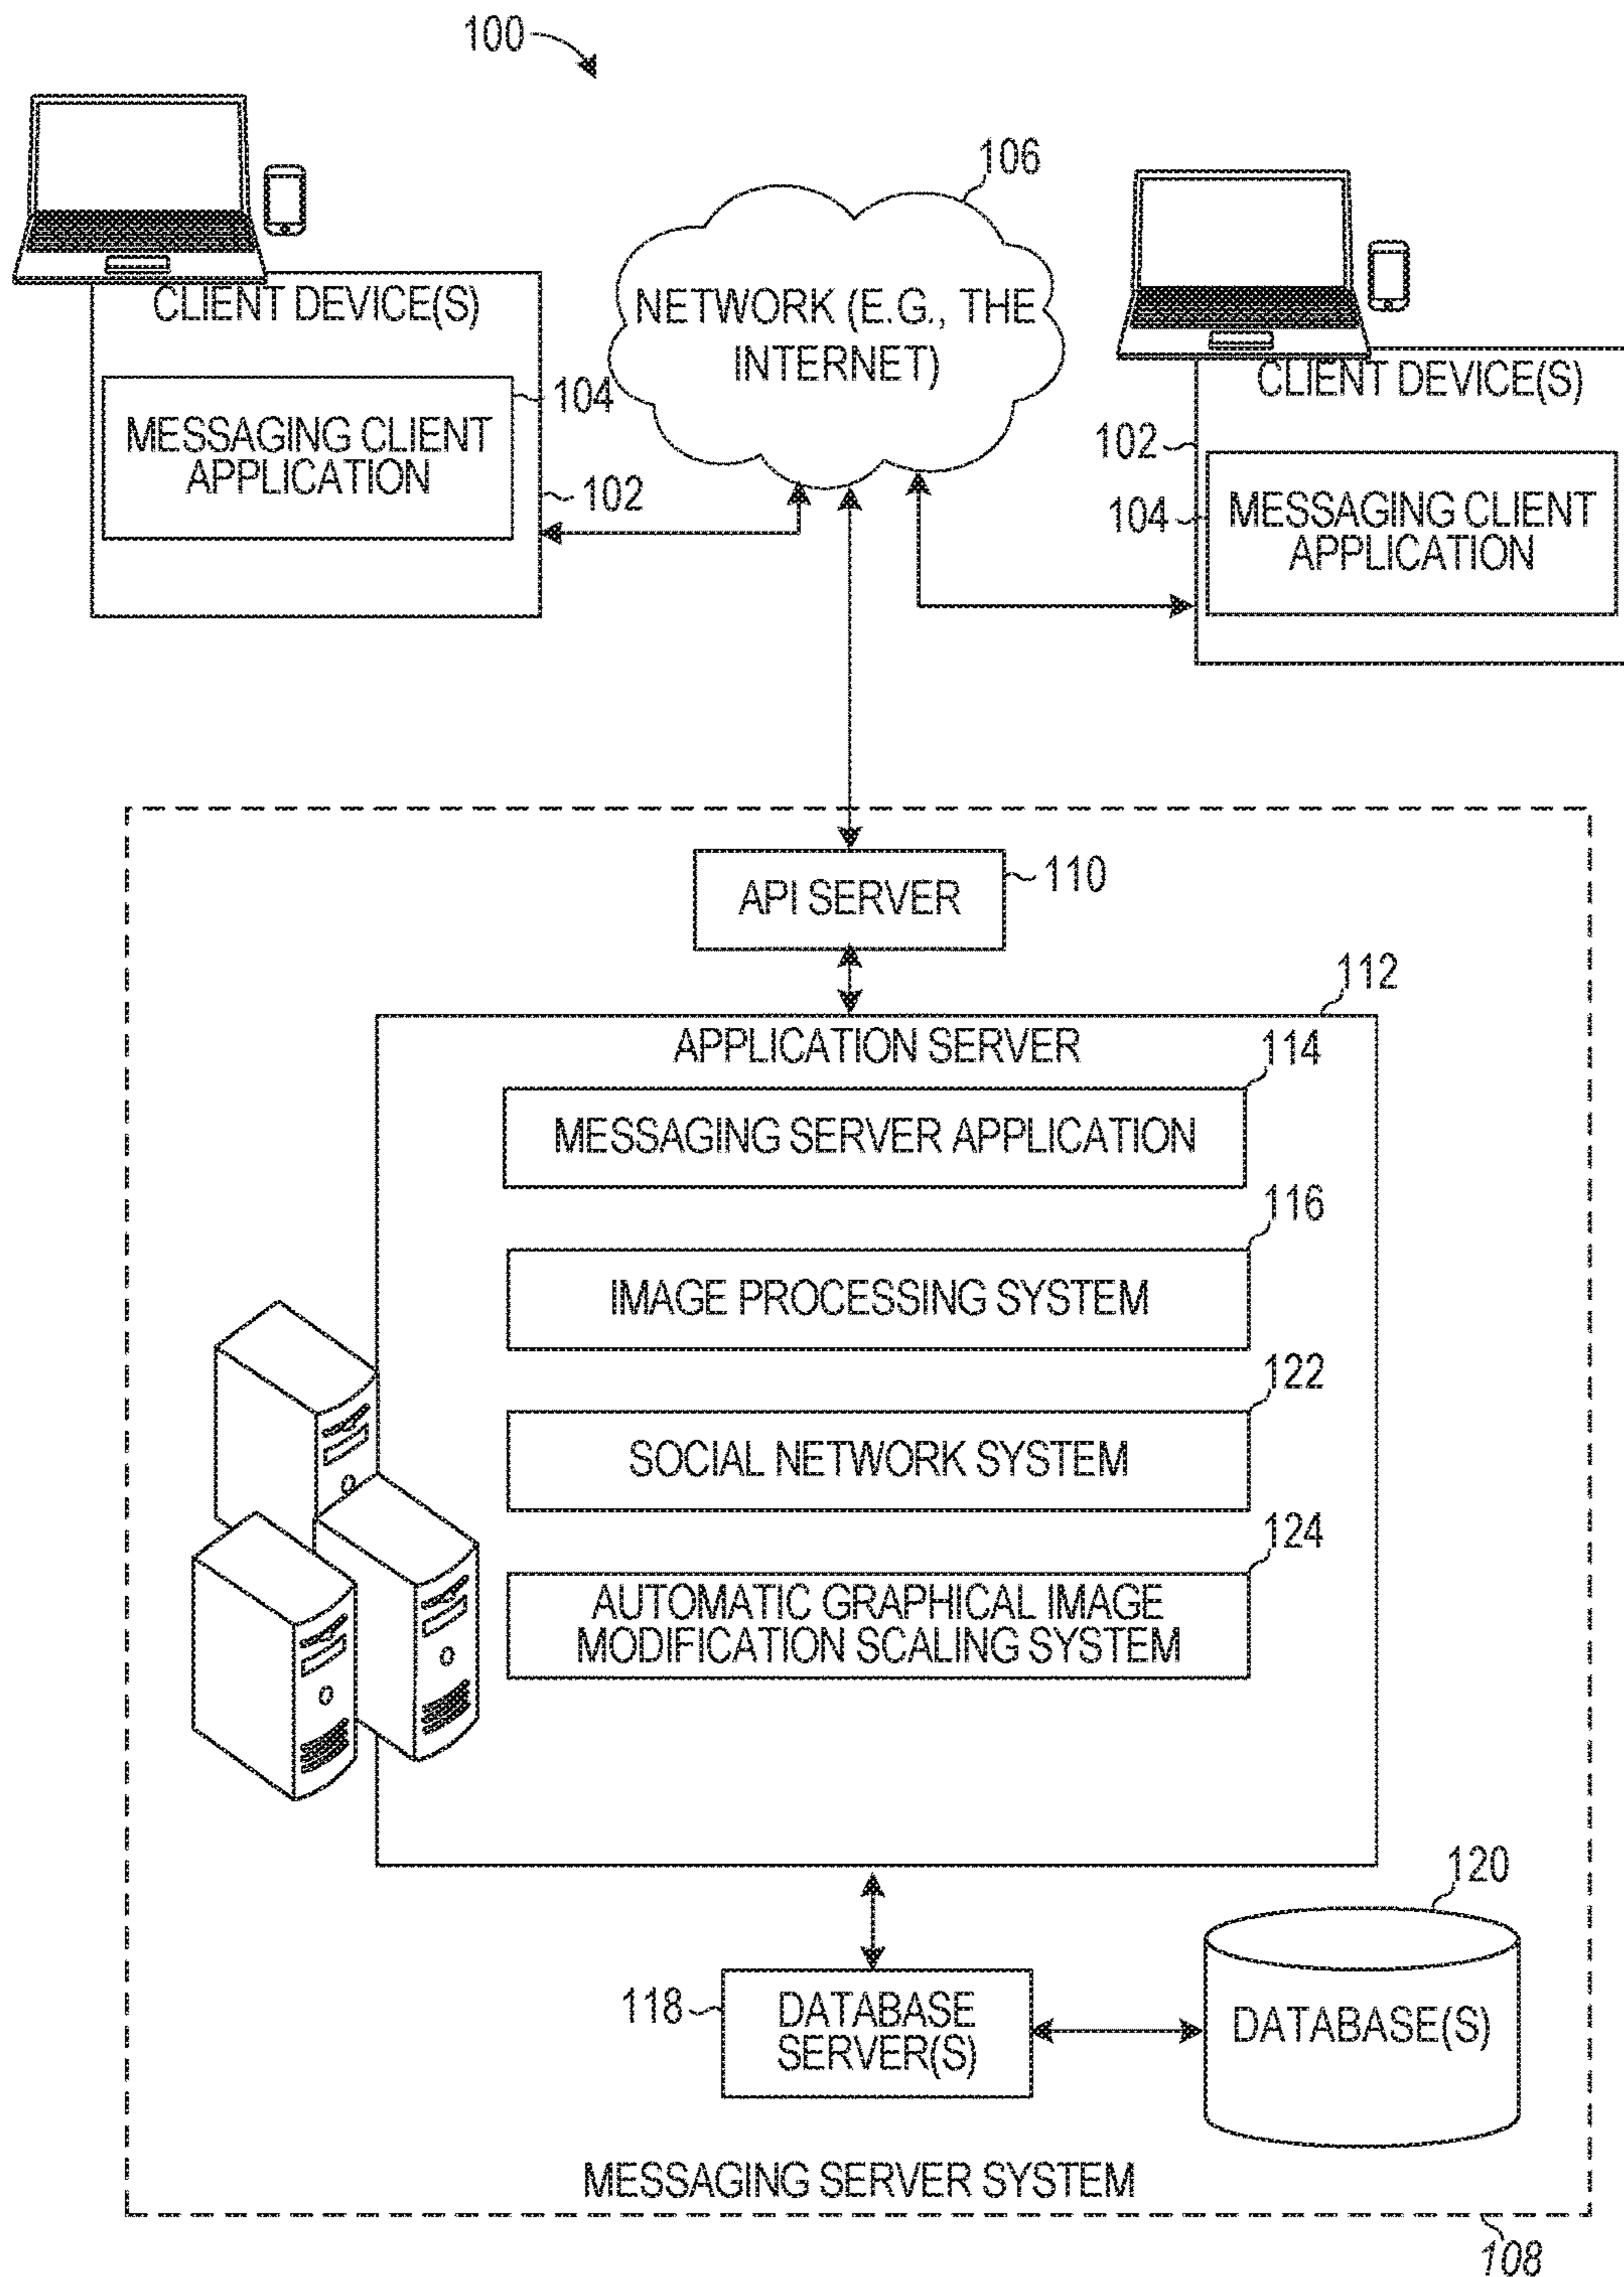 100
106
CLIENT DEVICE(S)
104
MESSAGING CLIENT
APPLICATION
102
NETWORK (E.G., THE
INTERNET)
CLIENT DEVICE(S)
102
104
MESSAGING CLIENT
APPLICATION
API SERVER
110
112
APPLICATION SERVER
114
MESSAGING SERVER APPLICATION
116
IMAGE PROCESSING SYSTEM
122
SOCIAL NETWORK SYSTEM
124
AUTOMATIC GRAPHICAL IMAGE
MODIFICATION SCALING SYSTEM
118
DATABASE
SERVER(S)
120
DATABASE(S)
MESSAGING SERVER SYSTEM
108